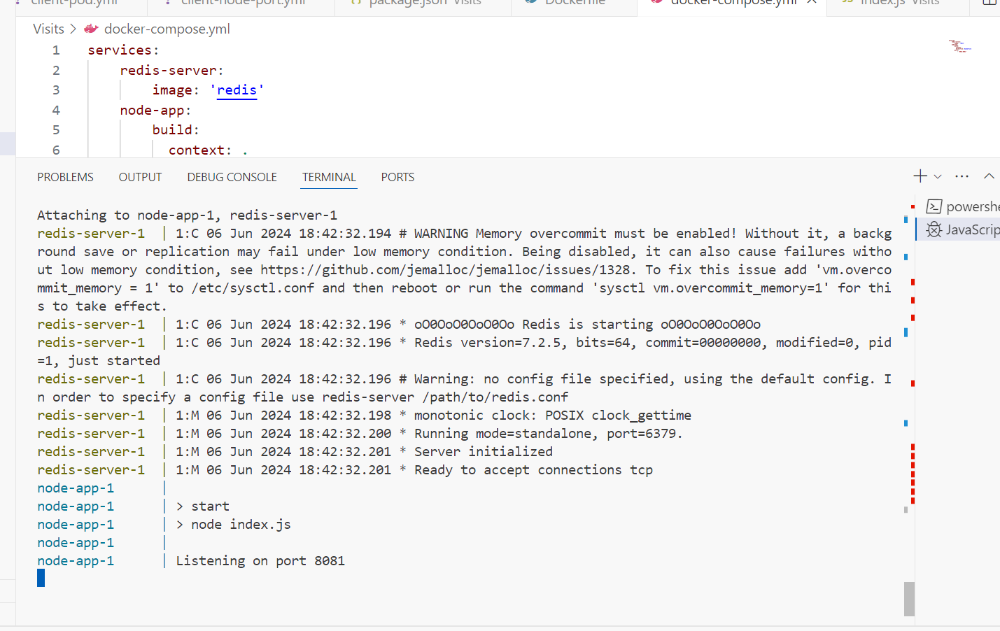 client-pod.yml client-node-port.yml package.json Visits Dockerfile docker-compose.yml index.js Visits
Visits > docker-compose.yml
1 services:
2 redis-server:
3 image: 'redis'
4 node-app:
5 build:
6 context: .
PROBLEMS OUTPUT DEBUG CONSOLE TERMINAL PORTS
powershe
JavaScrip
Attaching to node-app-1, redis-server-1
redis-server-1 | 1:C 06 Jun 2024 18:42:32.194 # WARNING Memory overcommit must be enabled! Without it, a backg
round save or replication may fail under low memory condition. Being disabled, it can also cause failures witho
ut low memory condition, see https://github.com/jemalloc/jemalloc/issues/1328. To fix this issue add 'vm.overco
mmit_memory = 1' to /etc/sysctl.conf and then reboot or run the command 'sysctl vm.overcommit_memory=1' for thi
s to take effect.
redis-server-1 | 1:C 06 Jun 2024 18:42:32.196 * oO0OoO0OoO0Oo Redis is starting oO0OoO0OoO0Oo
redis-server-1 | 1:C 06 Jun 2024 18:42:32.196 * Redis version=7.2.5, bits=64, commit=00000000, modified=0, pid
=1, just started
redis-server-1 | 1:C 06 Jun 2024 18:42:32.196 # Warning: no config file specified, using the default config. I
n order to specify a config file use redis-server /path/to/redis.conf
redis-server-1 | 1:M 06 Jun 2024 18:42:32.198 * monotonic clock: POSIX clock_gettime
redis-server-1 | 1:M 06 Jun 2024 18:42:32.200 * Running mode=standalone, port=6379.
redis-server-1 | 1:M 06 Jun 2024 18:42:32.201 * Server initialized
redis-server-1 | 1:M 06 Jun 2024 18:42:32.201 * Ready to accept connections tcp
node-app-1 |
node-app-1 | > start
node-app-1 | > node index.js
node-app-1 |
node-app-1 | Listening on port 8081